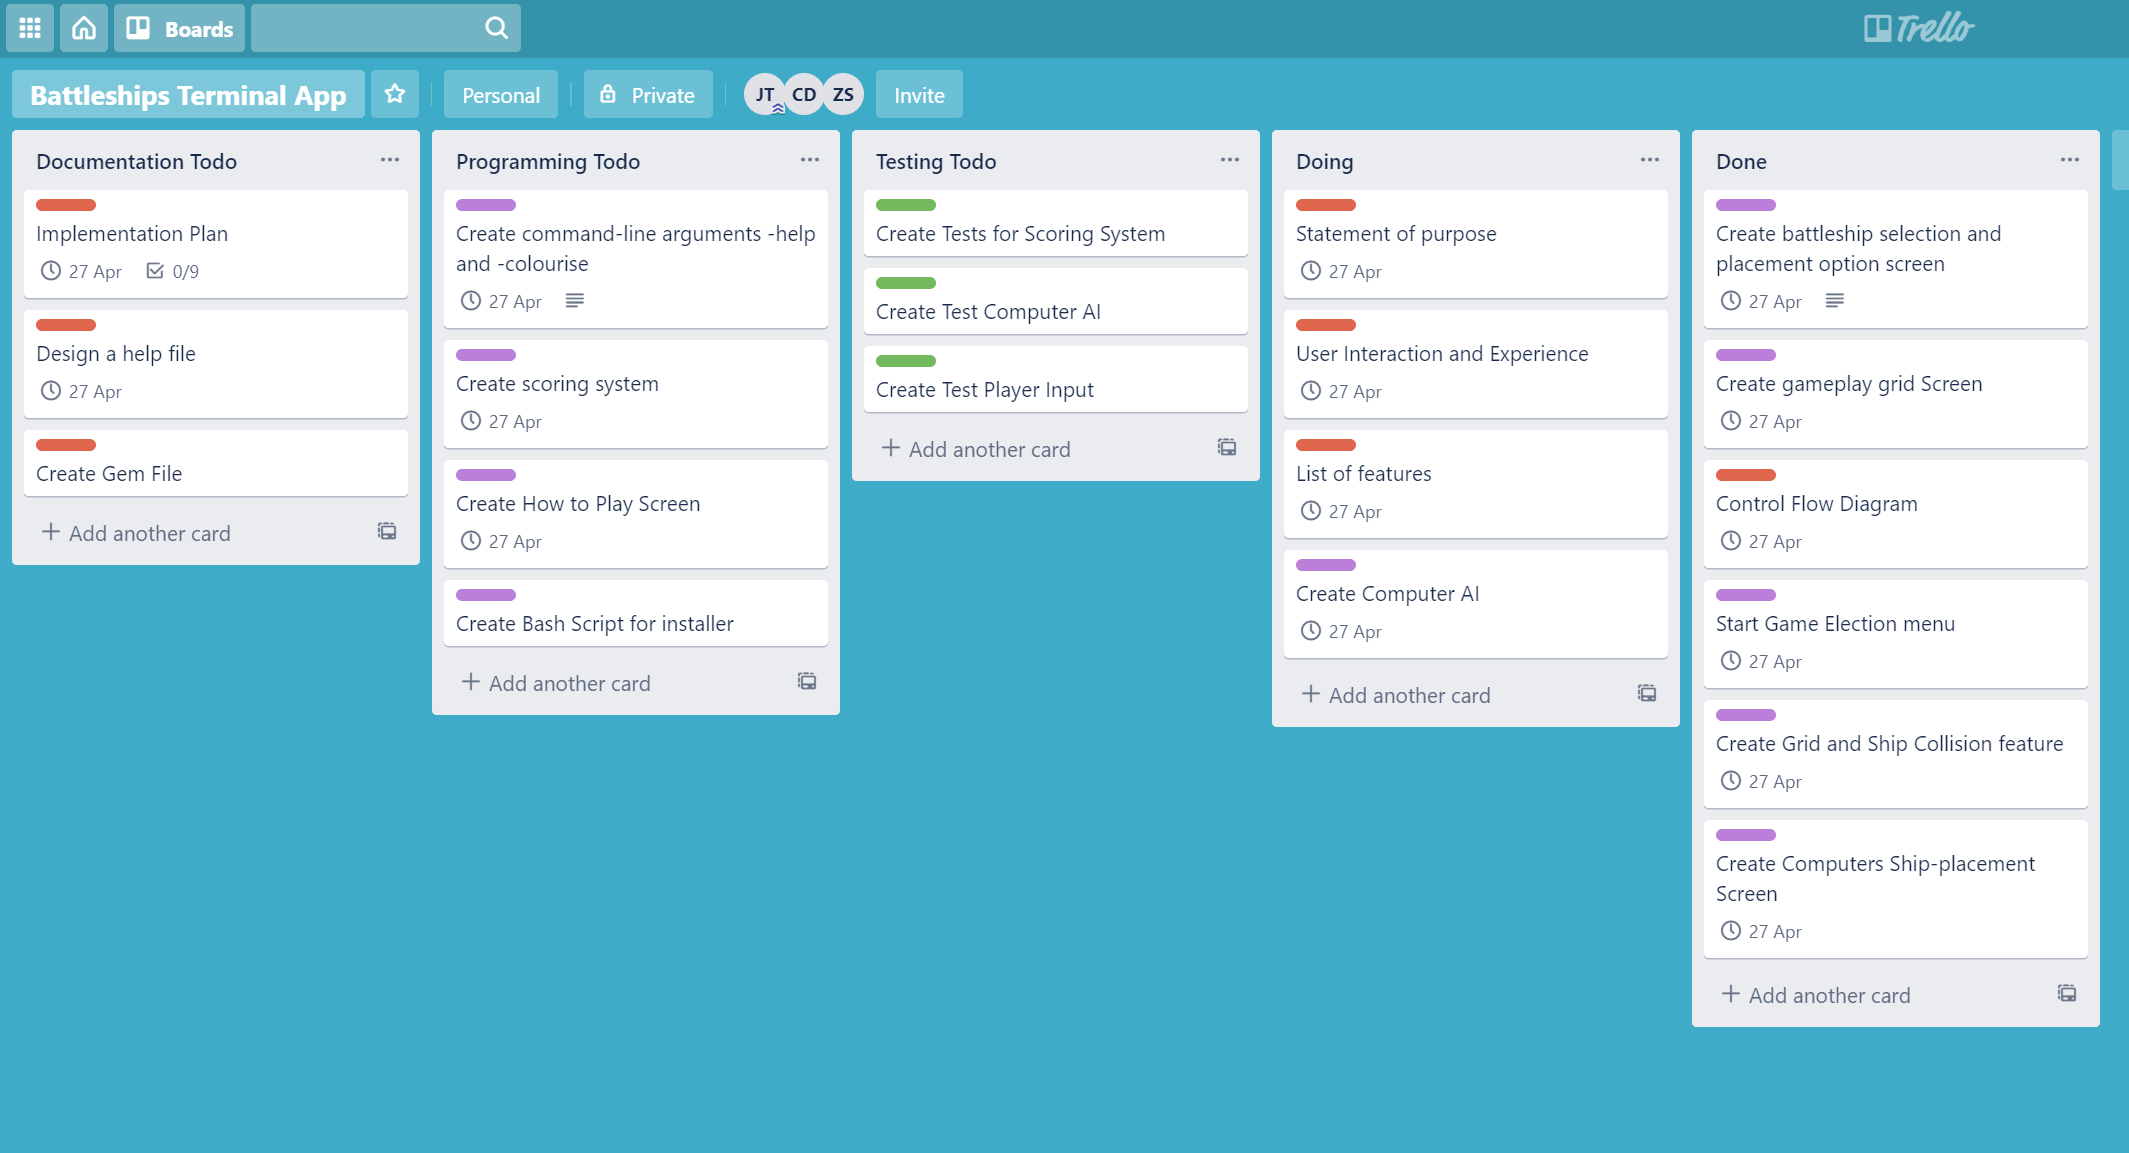 Boards
Trello
Battleships Terminal App
Personal
Private
JT
CD
ZS
Invite
Documentation Todo
Implementation Plan
27 Apr
0/9
Design a help file
27 Apr
Create Gem File
Add another card
Programming Todo
Create command-line arguments -help
and -colourise
27 Apr
Create scoring system
27 Apr
Create How to Play Screen
27 Apr
Create Bash Script for installer
Add another card
Testing Todo
Create Tests for Scoring System
Create Test Computer AI
Create Test Player Input
Add another card
Doing
Statement of purpose
27 Apr
User Interaction and Experience
27 Apr
List of features
27 Apr
Create Computer AI
27 Apr
Add another card
Done
Create battleship selection and
placement option screen
27 Apr
Create gameplay grid Screen
27 Apr
Control Flow Diagram
27 Apr
Start Game Election menu
27 Apr
Create Grid and Ship Collision feature
27 Apr
Create Computers Ship-placement
Screen
27 Apr
Add another card